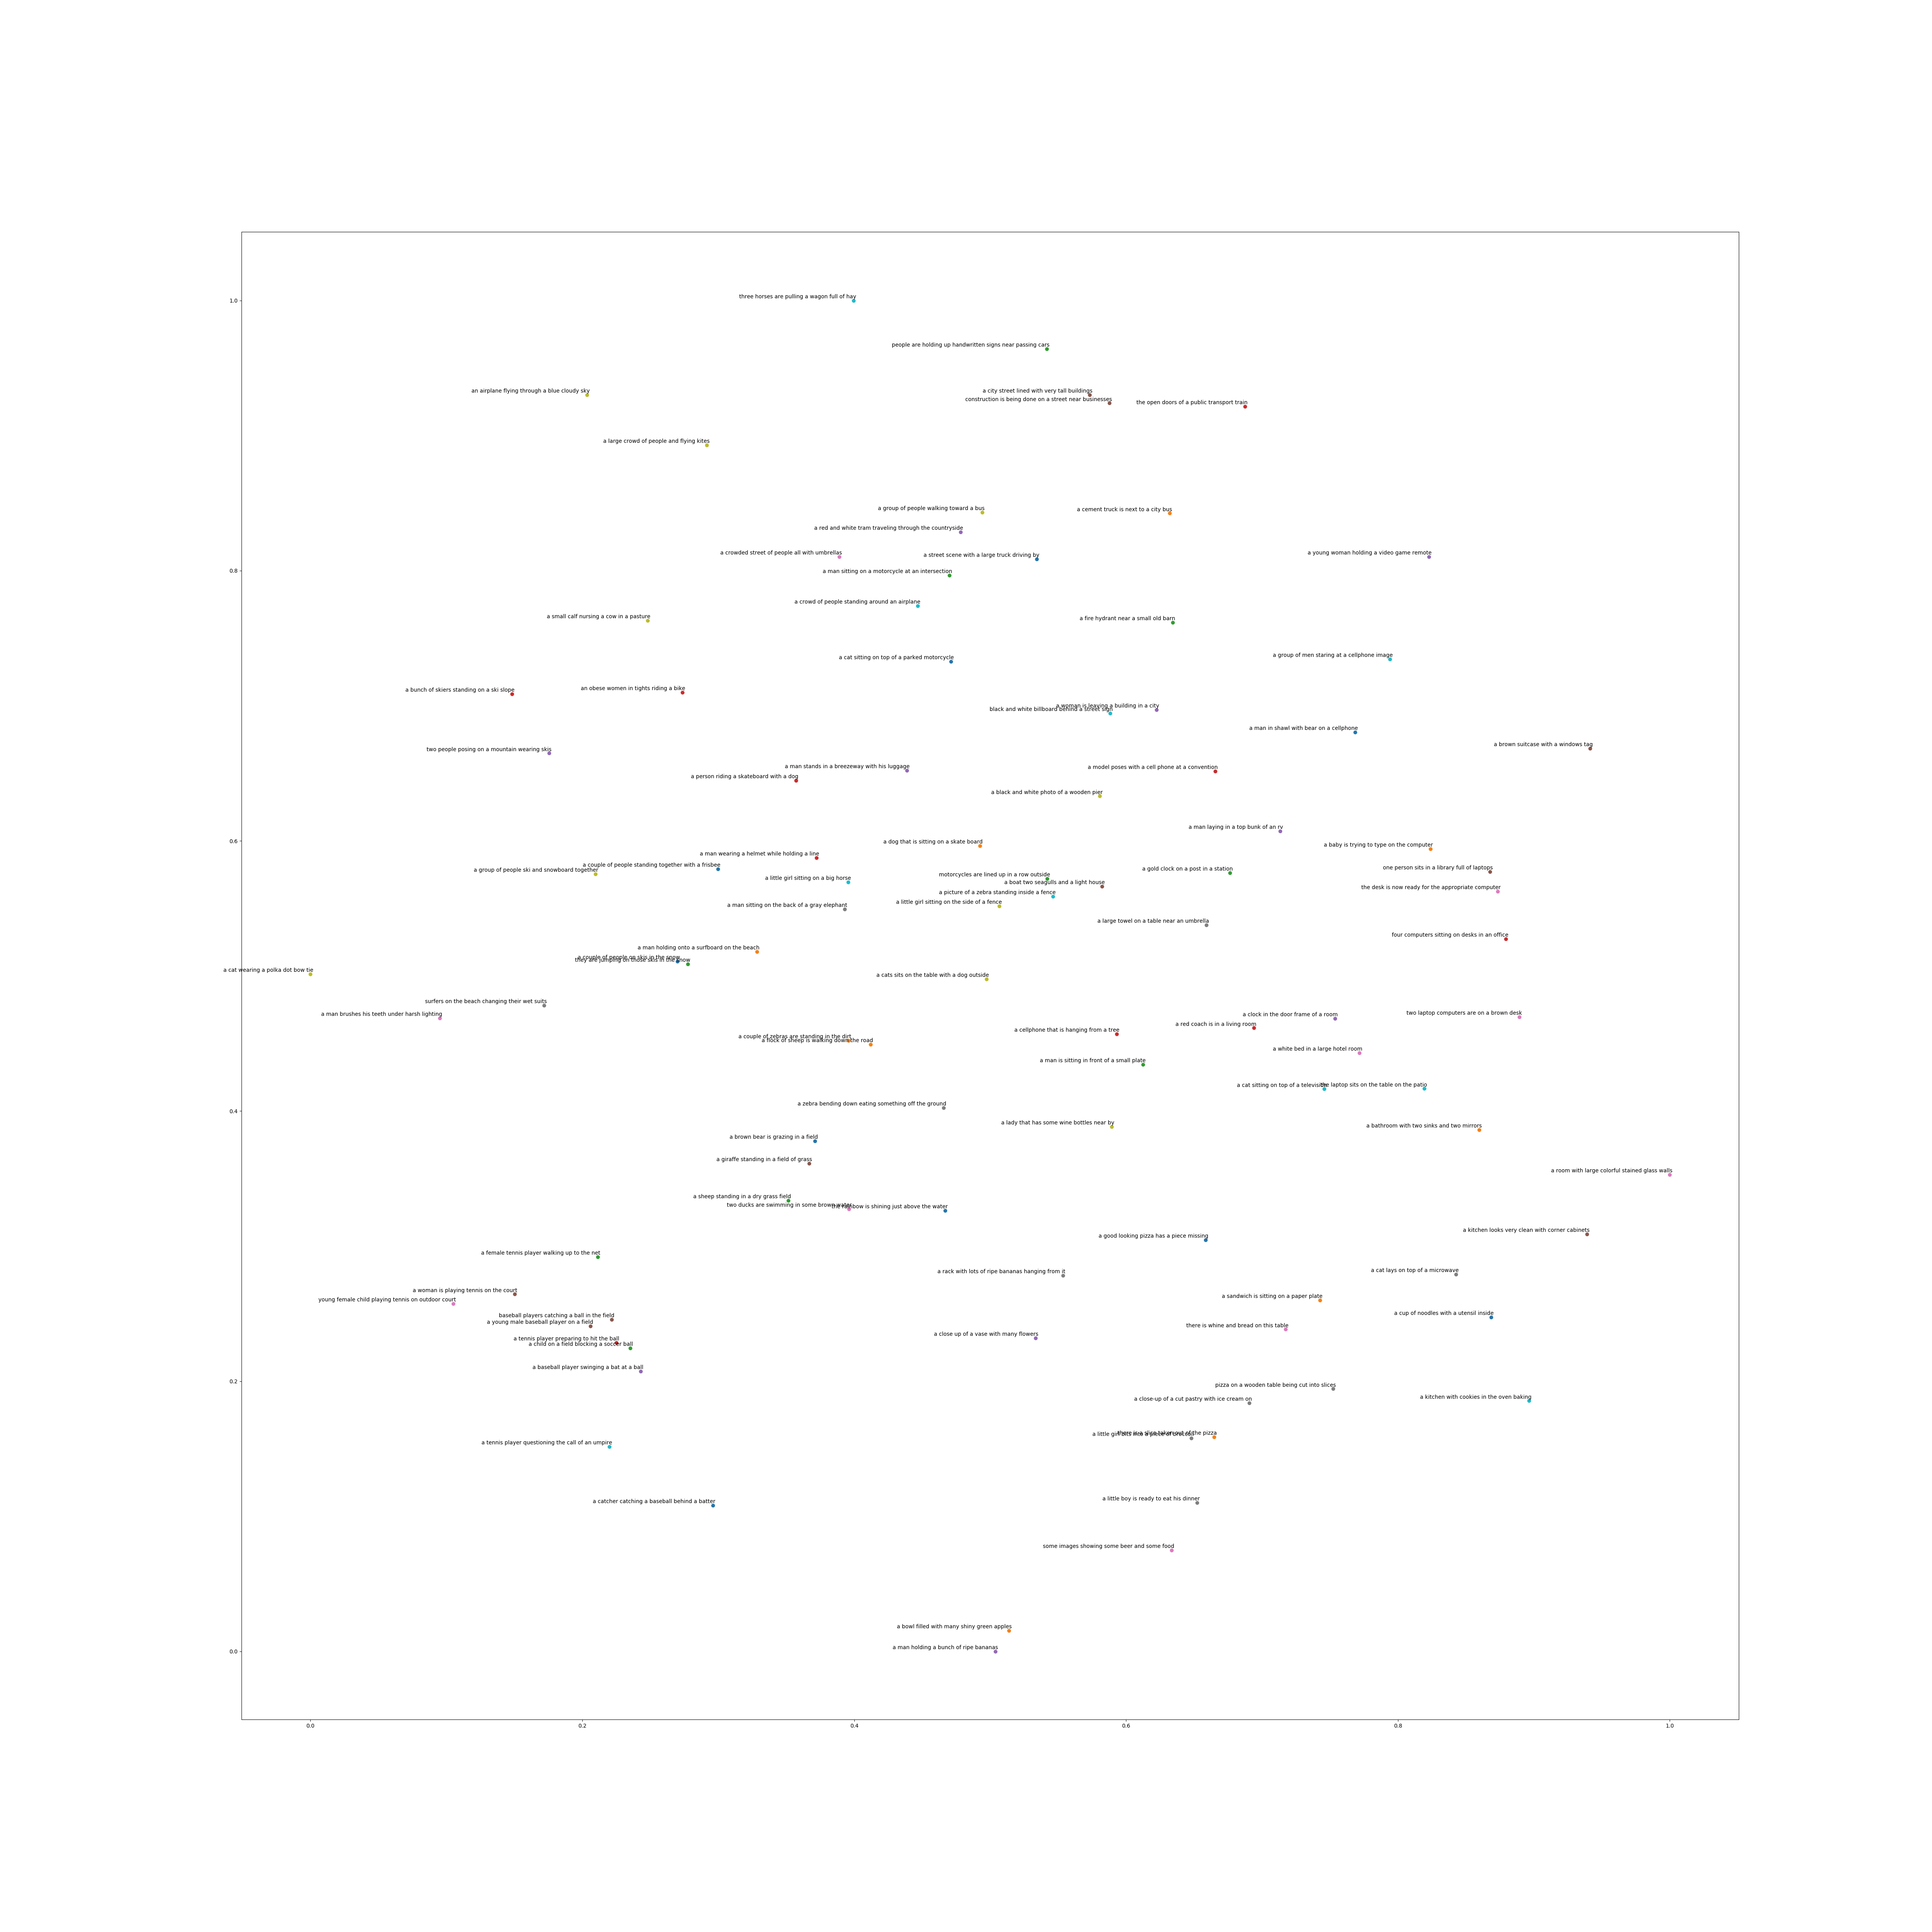 1.0
three horses are pulling a wagon full of hay
people are holding up handwritten signs near passing cars
an airplane flying through a blue cloudy sky
a city street lined with very tall buildings
construction is being done on a street near businesses
the open doors of a public transport train
a large crowd of people and flying kites
a group of people walking toward a bus
a cement truck is next to a city bus
a red and white tram traveling through the countryside
a crowded street of people all with umbrellas
a street scene with a large truck driving by
a young woman holding a video game remote
0.8
a man sitting on a motorcycle at an intersection
a crowd of people standing around an airplane
a small calf nursing a cow in a pasture
a fire hydrant near a small old barn
a cat sitting on top of a parked motorcycle
a group of men staring at a cellphone image
a bunch of skiers standing on a ski slope
an obese women in tights riding a bike
a woman is leaving a building in a city
black and white billboard behind a street sign
a man in shawl with bear on a cellphone
a brown suitcase with a windows tag
two people posing on a mountain wearing skis
a man stands in a breezeway with his luggage
a model poses with a cell phone at a convention
a person riding a skateboard with a dog
a black and white photo of a wooden pier
a man laying in a top bunk of an rv
0.6
a dog that is sitting on a skate board
a baby is trying to type on the computer
a man wearing a helmet while holding a line
a couple of people standing together with a frisbee
a group of people ski and snowboard together
a gold clock on a post in a station
one person sits in a library full of laptops
a little girl sitting on a big horse
motorcycles are lined up in a row outside
a boat two seagulls and a light house
the desk is now ready for the appropriate computer
a picture of a zebra standing inside a fence
a little girl sitting on the side of a fence
a man sitting on the back of a gray elephant
a large towel on a table near an umbrella
four computers sitting on desks in an office
a man holding onto a surfboard on the beach
a couple of people on skis in the snow
they are jumping on those skis in the snow
a cat wearing a polka dot bow tie
a cats sits on the table with a dog outside
surfers on the beach changing their wet suits
a man brushes his teeth under harsh lighting
a clock in the door frame of a room
two laptop computers are on a brown desk
a red coach is in a living room
a cellphone that is hanging from a tree
a couple of zebras are standing in the dirt
a flock of sheep is walking down the road
a white bed in a large hotel room
a man is sitting in front of a small plate
a cat sitting on top of a television
the laptop sits on the table on the patio
0.4
a zebra bending down eating something off the ground
a lady that has some wine bottles near by
a bathroom with two sinks and two mirrors
a brown bear is grazing in a field
a giraffe standing in a field of grass
a room with large colorful stained glass walls
a sheep standing in a dry grass field
two ducks are swimming in some brown water
the rainbow is shining just above the water
a kitchen looks very clean with corner cabinets
a good looking pizza has a piece missing
a female tennis player walking up to the net
a rack with lots of ripe bananas hanging from it
a cat lays on top of a microwave
a woman is playing tennis on the court
young female child playing tennis on outdoor court
a sandwich is sitting on a paper plate
baseball players catching a ball in the field
a cup of noodles with a utensil inside
a young male baseball player on a field
there is whine and bread on this table
a tennis player preparing to hit the ball
a close up of a vase with many flowers
a child on a field blocking a soccer ball
a baseball player swinging a bat at a ball
0.2
pizza on a wooden table being cut into slices
a close-up of a cut pastry with ice cream on
a kitchen with cookies in the oven baking
there is a slice taken out of the pizza
a little girl bits into a piece of broccoli
a tennis player questioning the call of an umpire
a little boy is ready to eat his dinner
a catcher catching a baseball behind a batter
some images showing some beer and some food
a bowl filled with many shiny green apples
a man holding a bunch of ripe bananas
0.0
0.0 0.2 0.4 0.6 0.8 1.0